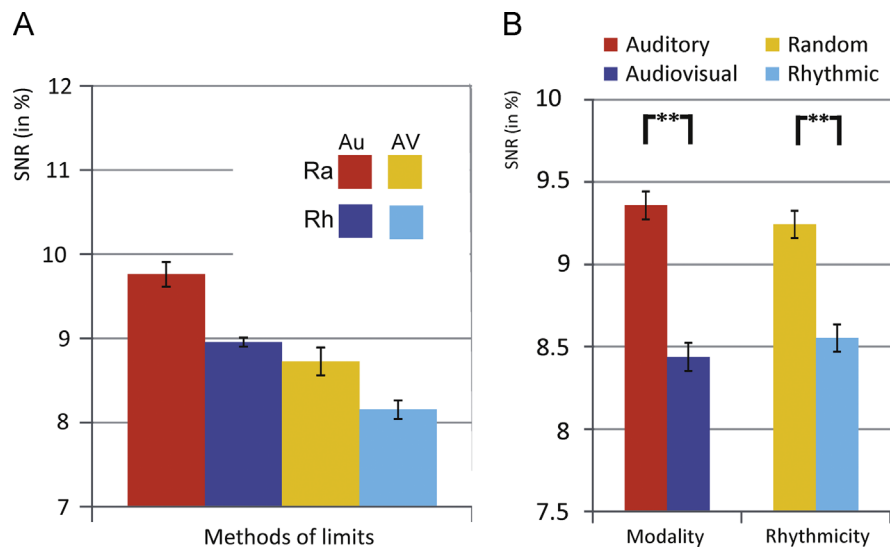 A
SNR (in %)
12
11
10
9
8
7
Au AV
Ra
Rh
Methods of limits
B
Auditory Random
Audiovisual Rhythmic
SNR (in %)
10
9.5
9
8.5
8
7.5
** **
Modality Rhythmicity